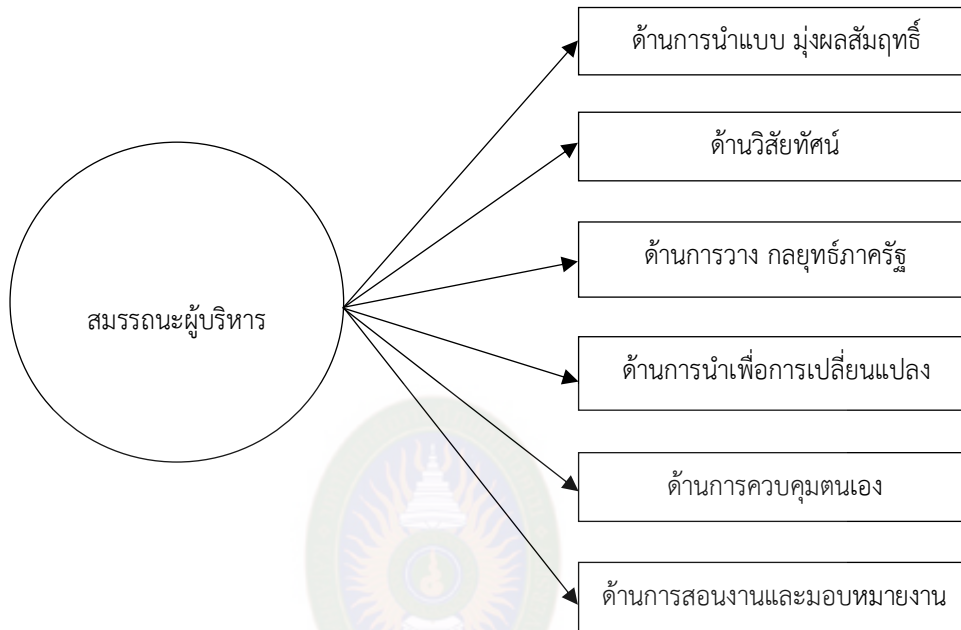 ด้านการนำแบบ มุ่งผลสัมฤทธิ์
ด้านวิสัยทัศน์
ด้านการวาง กลยุทธ์ภาครัฐ
สมรรถนะผู้บริหาร
ด้านการนำเพื่อการเปลี่ยนแปลง
ด้านการควบคุมตนเอง
ด้านการสอนงานและมอบหมายงาน